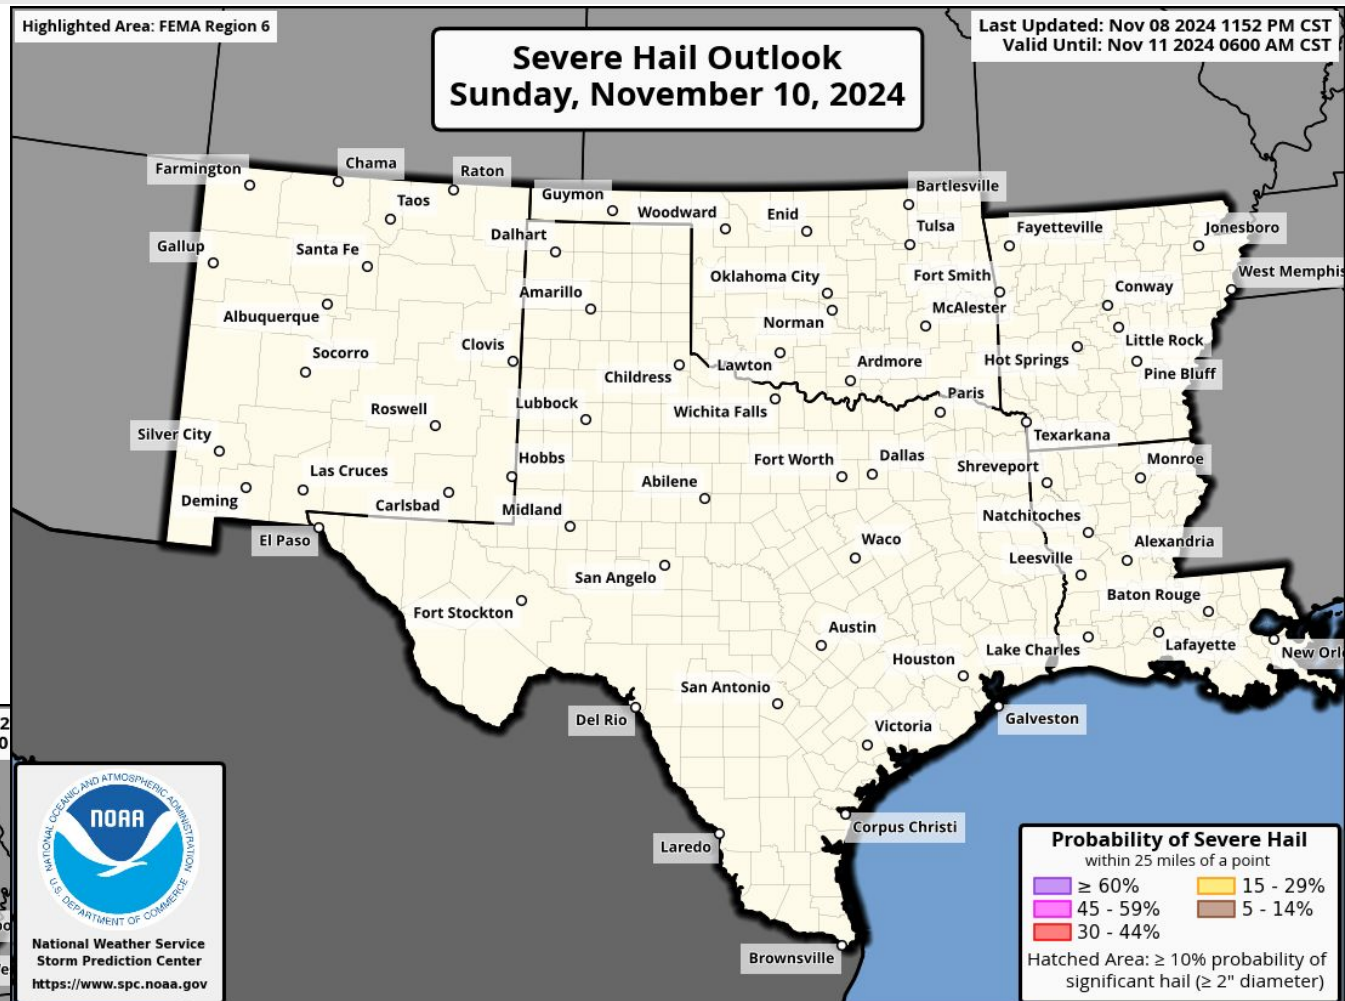 Highlighted Area: FEMA Region 6
Last Updated: Nov 08 2024 1152 PM CST
Valid Until: Nov 11 2024 0600 AM CST
Severe Hail Outlook
Sunday, November 10, 2024
Farmington
Chama
Raton
Taos
Guymon
Woodward
Enid
Bartlesville
Tulsa
Fayetteville
Jonesboro
Gallup
Santa Fe
Dalhart
Oklahoma City
Fort Smith
West Memphis
Albuquerque
Amarillo
Norman
McAlester
Conway
Little Rock
Socorro
Clovis
Childress
Lawton
Ardmore
Hot Springs
Pine Bluff
Roswell
Lubbock
Wichita Falls
Paris
Texarkana
Silver City
Las Cruces
Hobbs
Abilene
Fort Worth
Dallas
Shreveport
Monroe
Deming
Carlsbad
Midland
Natchitoches
El Paso
San Angelo
Waco
Leesville
Alexandria
Fort Stockton
Austin
Baton Rouge
Houston
Lake Charles
Lafayette
New Orl
San Antonio
Del Rio
Victoria
Galveston
Laredo
Corpus Christi
Brownsville
2
0
NATIONAL OCEANIC AND ATMOSPHERIC ADMINISTRATION
NOAA
U.S. DEPARTMENT OF COMMERCE
National Weather Service
Storm Prediction Center
https://www.spc.noaa.gov
Probability of Severe Hail
within 25 miles of a point
≥ 60% 15 - 29%
45 - 59% 5 - 14%
30 - 44%
Hatched Area: ≥ 10% probability of
significant hail (≥ 2" diameter)